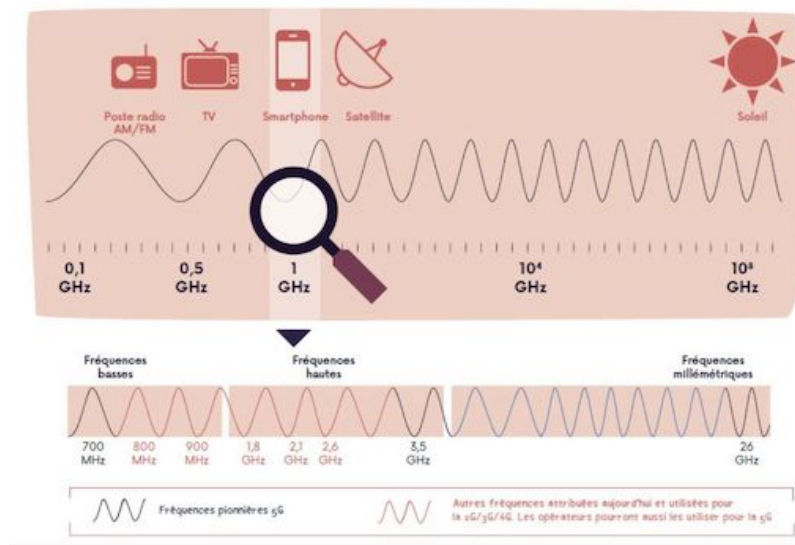 Poste radio
AM/FM
TV
Smartphone
Satellite
Soleil
0,1
GHz
0,5
GHz
1
GHz
10⁴
GHz
GHz
Fréquences
basses
Fréquences
hautes
Fréquences
millémétriques
700
MHz
800
MHz
900
MHz
1,8
GHz
2,1
GHz
2,6
GHz
3,5
GHz
26
GHz
Fréquences pionnières 5G
Autres fréquences attribuées aujourd'hui et utilisées pour
la 2G/3G/4G. Les opérateurs pourront aussi les utiliser pour la 5G